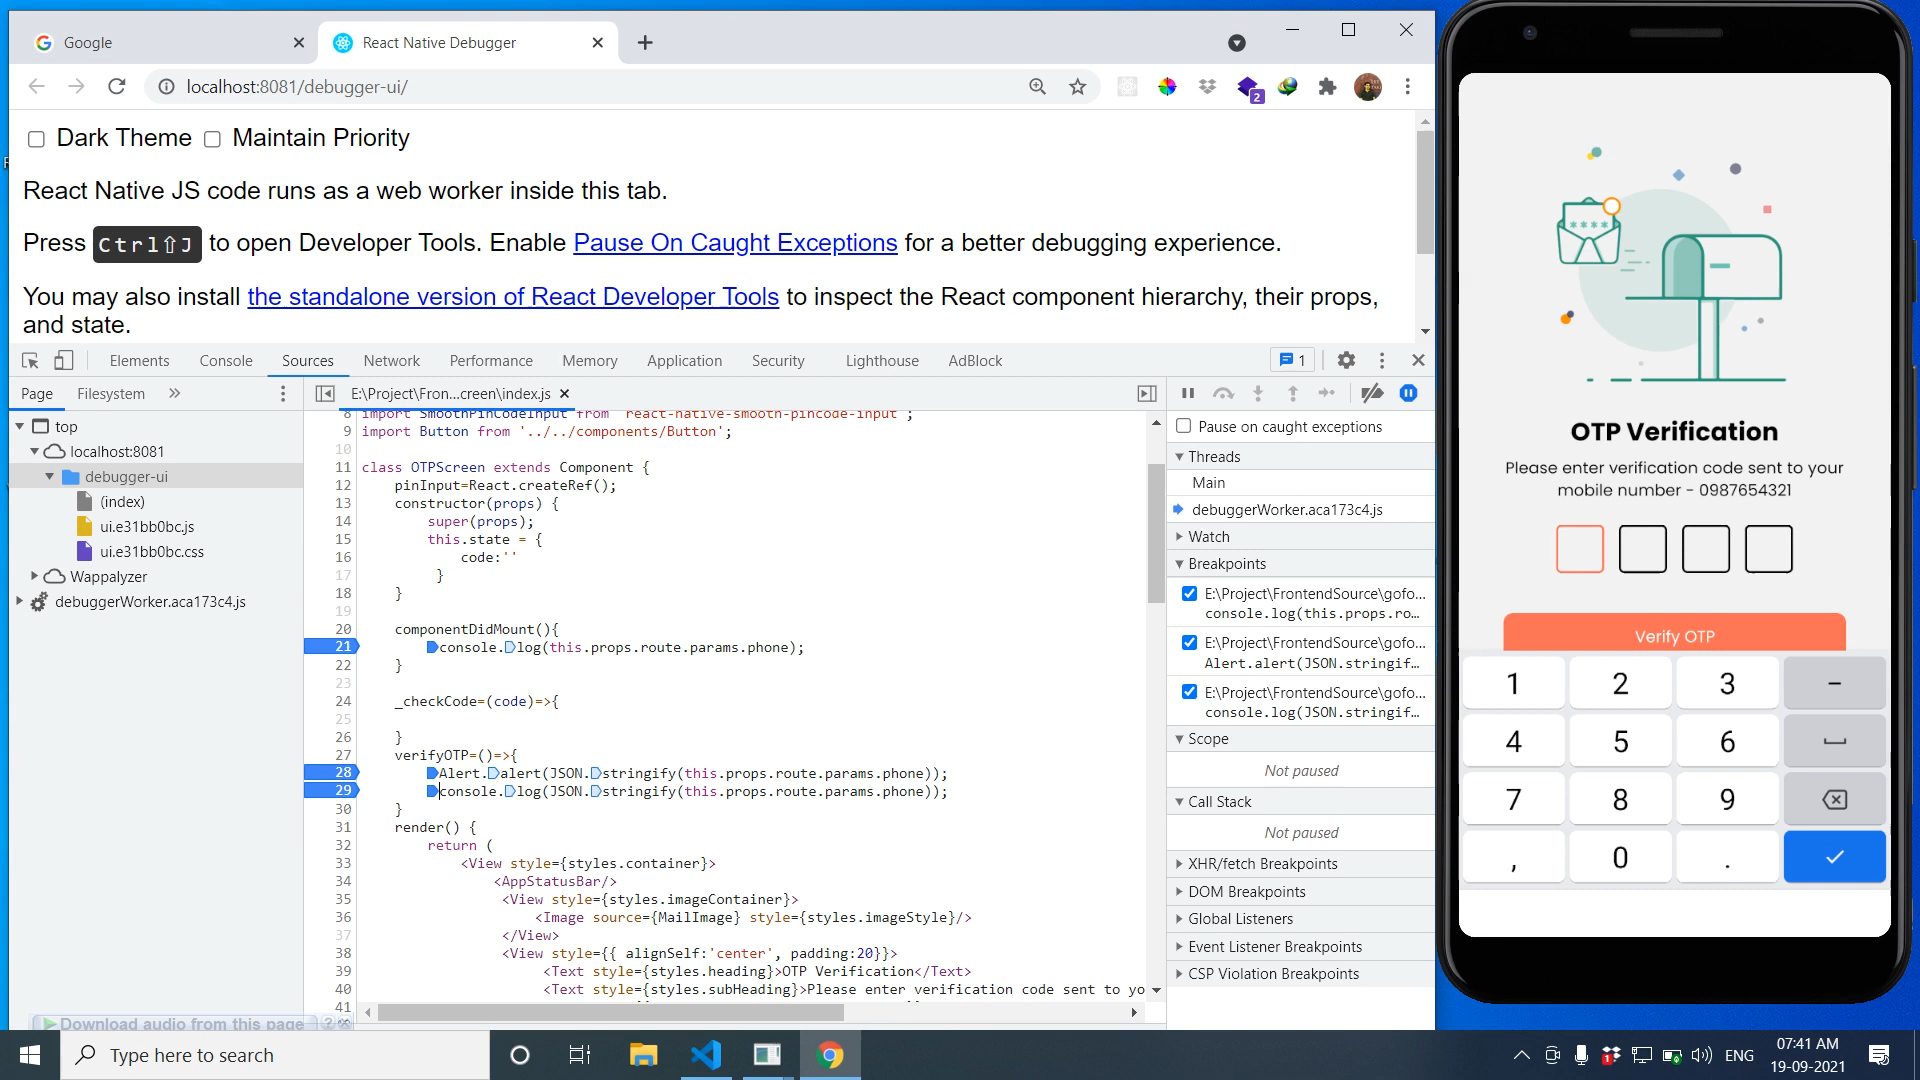 Google
React Native Debugger
localhost:8081/debugger-ui/
2
Dark Theme Maintain Priority
React Native JS code runs as a web worker inside this tab.
Press Ctrl⇧J to open Developer Tools. Enable Pause On Caught Exceptions for a better debugging experience.
You may also install the standalone version of React Developer Tools to inspect the React component hierarchy, their props,
and state.
Elements Console Sources Network Performance Memory Application Security Lighthouse AdBlock 1
Page Filesystem »
top
localhost:8081
debugger-ui
(index)
ui.e31bb0bc.js
ui.e31bb0bc.css
Wappalyzer
debuggerWorker.aca173c4.js
Download audio from this page ?
E:\Project\Fron...creen\index.js
8 import SmoothPinCodeInput from 'react-native-smooth-pincode-input';
9 import Button from '../../components/Button';
10
11 class OTPScreen extends Component {
12 pinInput=React.createRef();
13 constructor(props) {
14 super(props);
15 this.state = {
16 code:''
17 }
18 }
19
20 componentDidMount(){
21 console.log(this.props.route.params.phone);
22 }
23
24 _checkCode=(code)=>{
25
26 }
27 verifyOTP=()=>{
28 Alert.alert(JSON.stringify(this.props.route.params.phone));
29 console.log(JSON.stringify(this.props.route.params.phone));
30 }
31 render() {
32 return (
33 <View style={styles.container}>
34 <AppStatusBar/>
35 <View style={styles.imageContainer}>
36 <Image source={MailImage} style={styles.imageStyle}/>
37 </View>
38 <View style={{ alignSelf:'center', padding:20}}>
39 <Text style={styles.heading}>OTP Verification</Text>
40 <Text style={styles.subHeading}>Please enter verification code sent to yo
41
Pause on caught exceptions
Threads
Main
debuggerWorker.aca173c4.js
Watch
Breakpoints
E:\Project\FrontendSource\gofo...
console.log(this.props.ro...
E:\Project\FrontendSource\gofo...
Alert.alert(JSON.stringif...
E:\Project\FrontendSource\gofo...
console.log(JSON.stringif...
Scope
Not paused
Call Stack
Not paused
XHR/fetch Breakpoints
DOM Breakpoints
Global Listeners
Event Listener Breakpoints
CSP Violation Breakpoints
****
OTP Verification
Please enter verification code sent to your
mobile number - 0987654321
Verify OTP
1 2 3 –
4 5 6
7 8 9
, 0 .
Type here to search
1
ENG
07:41 AM
19-09-2021